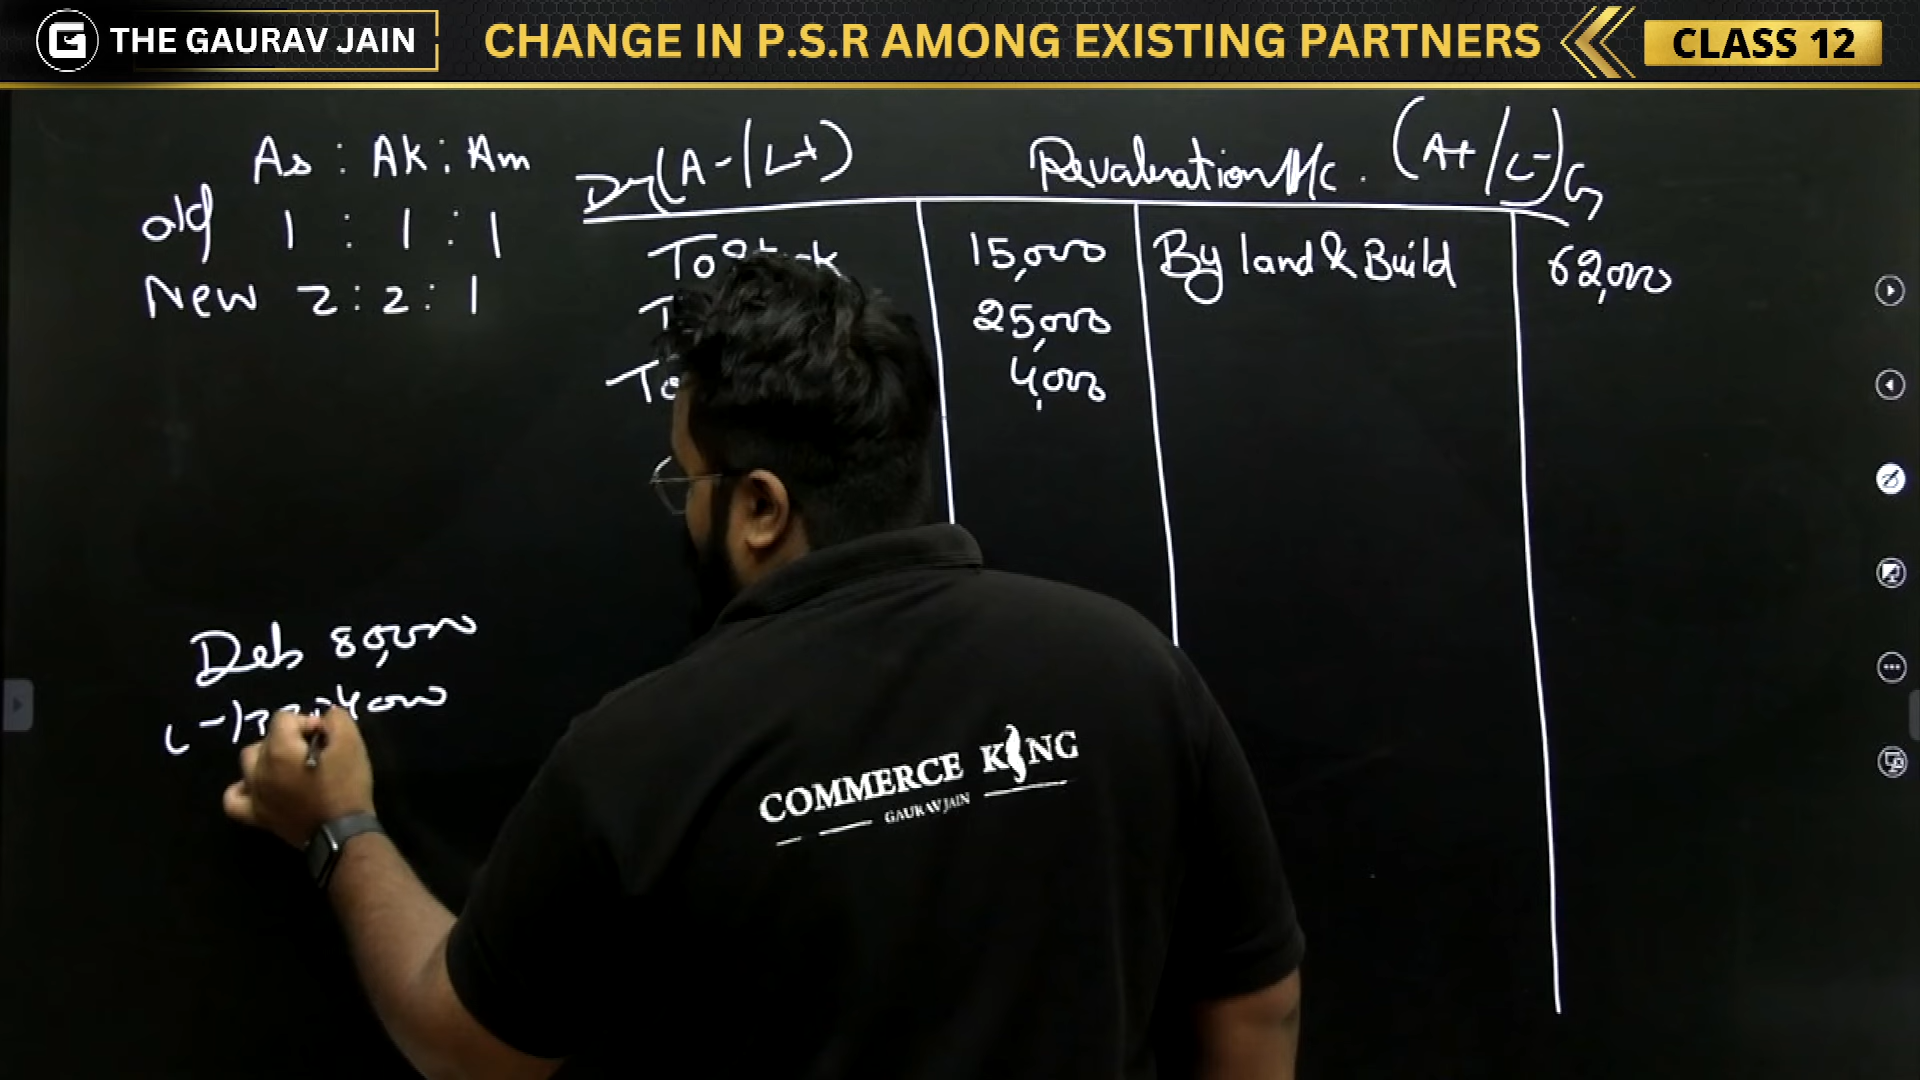 G THE GAURAV JAIN
CHANGE IN P.S.R AMONG EXISTING PARTNERS
CLASS 12
As : Ak : Am
old 1 : 1 : 1
New 2 : 2 : 1
Dr (A-/L+) Revaluation A/c. (A+/L-) Cr
To 15,000 By land & Build 62,000
25,000
To 4,000
Deb 80,000
(-)
COMMERCE KING
GAURAV JAIN